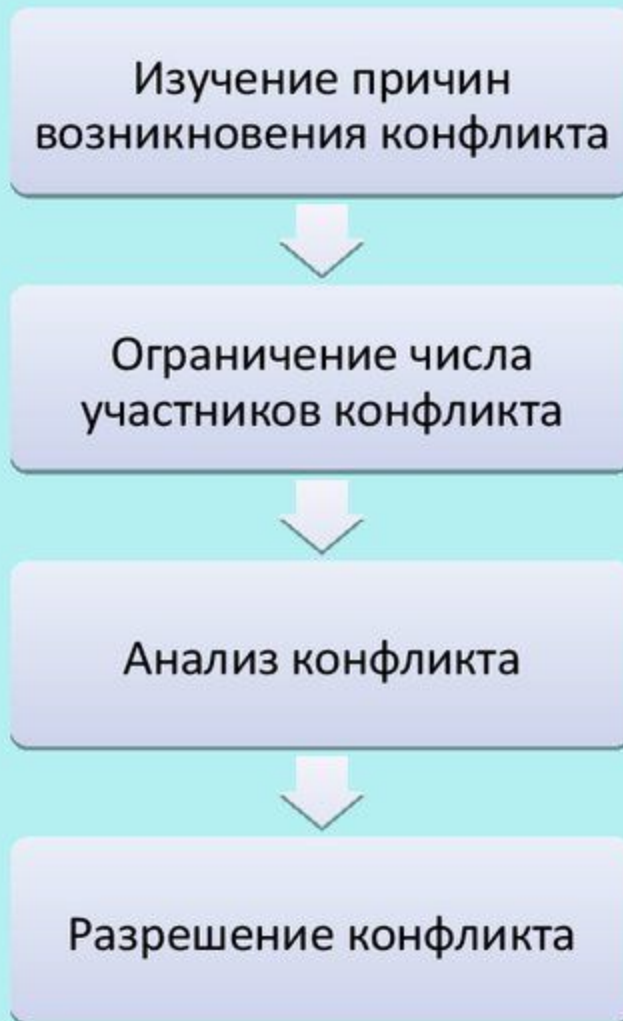 Изучение причин
возникновения конфликта
Ограничение числа
участников конфликта
Анализ конфликта
Разрешение конфликта